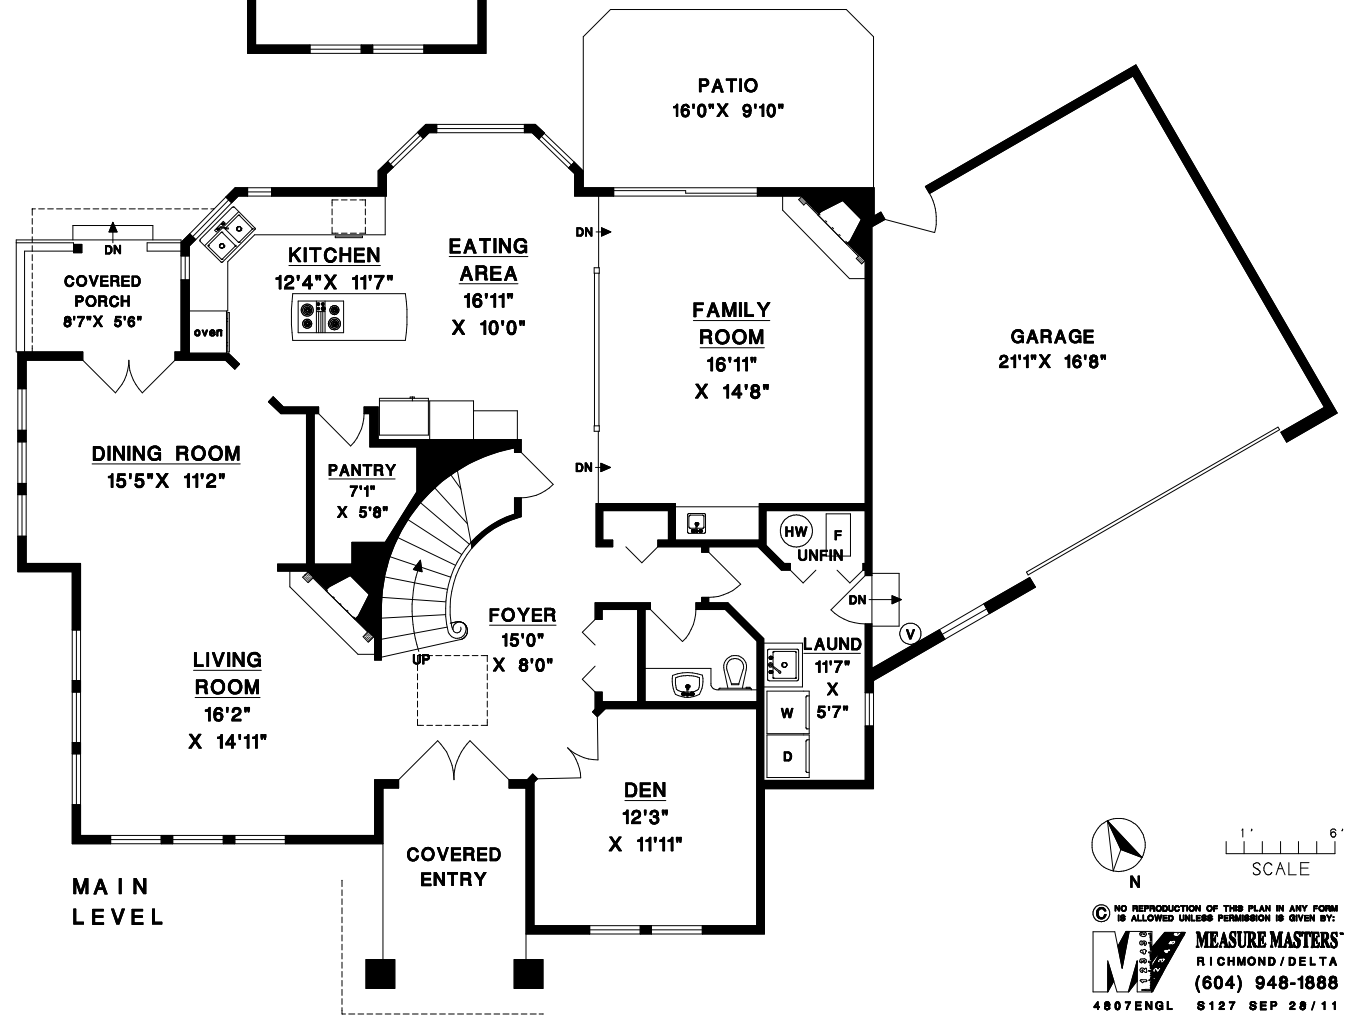 PATIO
16'0"X 9'10"
DN
COVERED
PORCH
8'7"X 5'6"
KITCHEN
12'4"X 11'7"
oven
EATING
AREA
16'11"
X 10'0"
DN
FAMILY
ROOM
16'11"
X 14'8"
DN
GARAGE
21'1"X 16'8"
DINING ROOM
15'5"X 11'2"
PANTRY
7'1"
X 5'8"
HW
F
UNFIN
DN
V
FOYER
15'0"
X 8'0"
UP
LAUND
11'7"
X
5'7"
W
D
LIVING
ROOM
16'2"
X 14'11"
DEN
12'3"
X 11'11"
COVERED
ENTRY
MAIN
LEVEL
N
1' 6'
SCALE
© NO REPRODUCTION OF THIS PLAN IN ANY FORM
IS ALLOWED UNLESS PERMISSION IS GIVEN BY:
MEASURE MASTERS
RICHMOND/DELTA
(604) 948-1888
4807ENGL S127 SEP 28/11